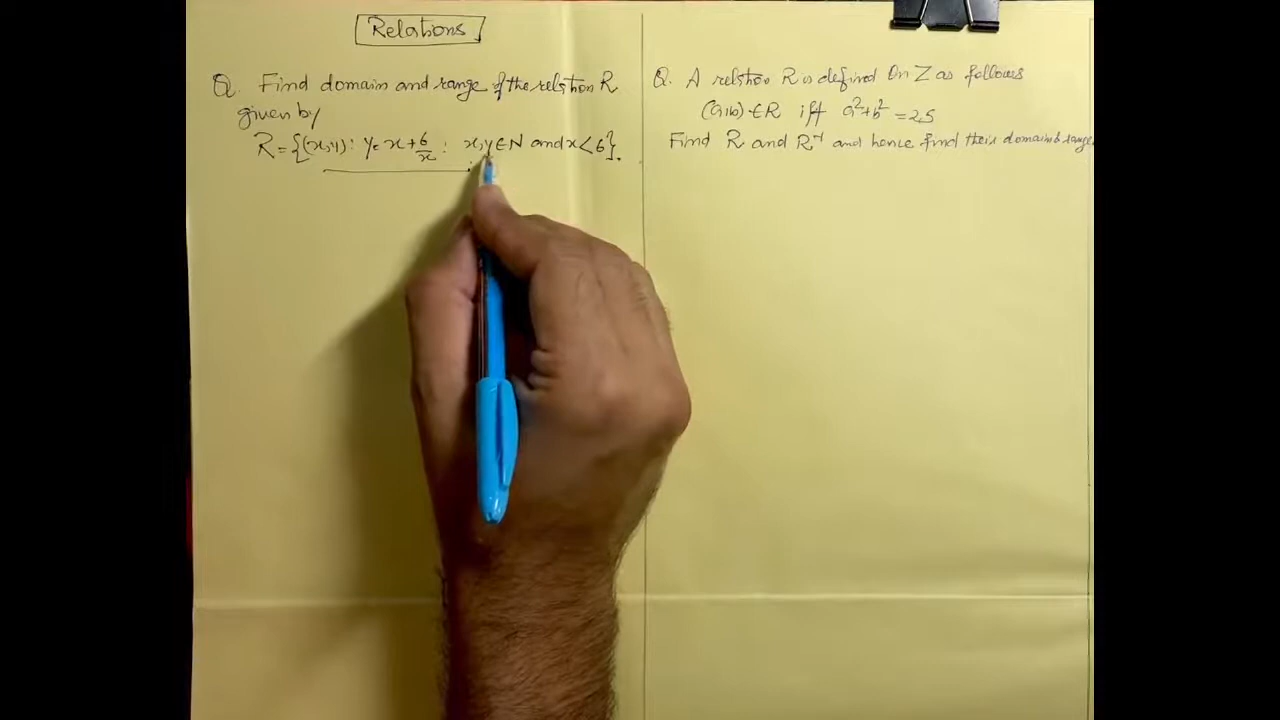 Relations
Q. Find domain and range of the relation R
given by
R = {(x,y) : y = x + 6/x : x,y ∈ N and x < 6}.
Q. A relation R is defined on Z as follows
(a,b) ∈ R iff a² + b² = 25
Find R and R⁻¹ and hence find their domain & range